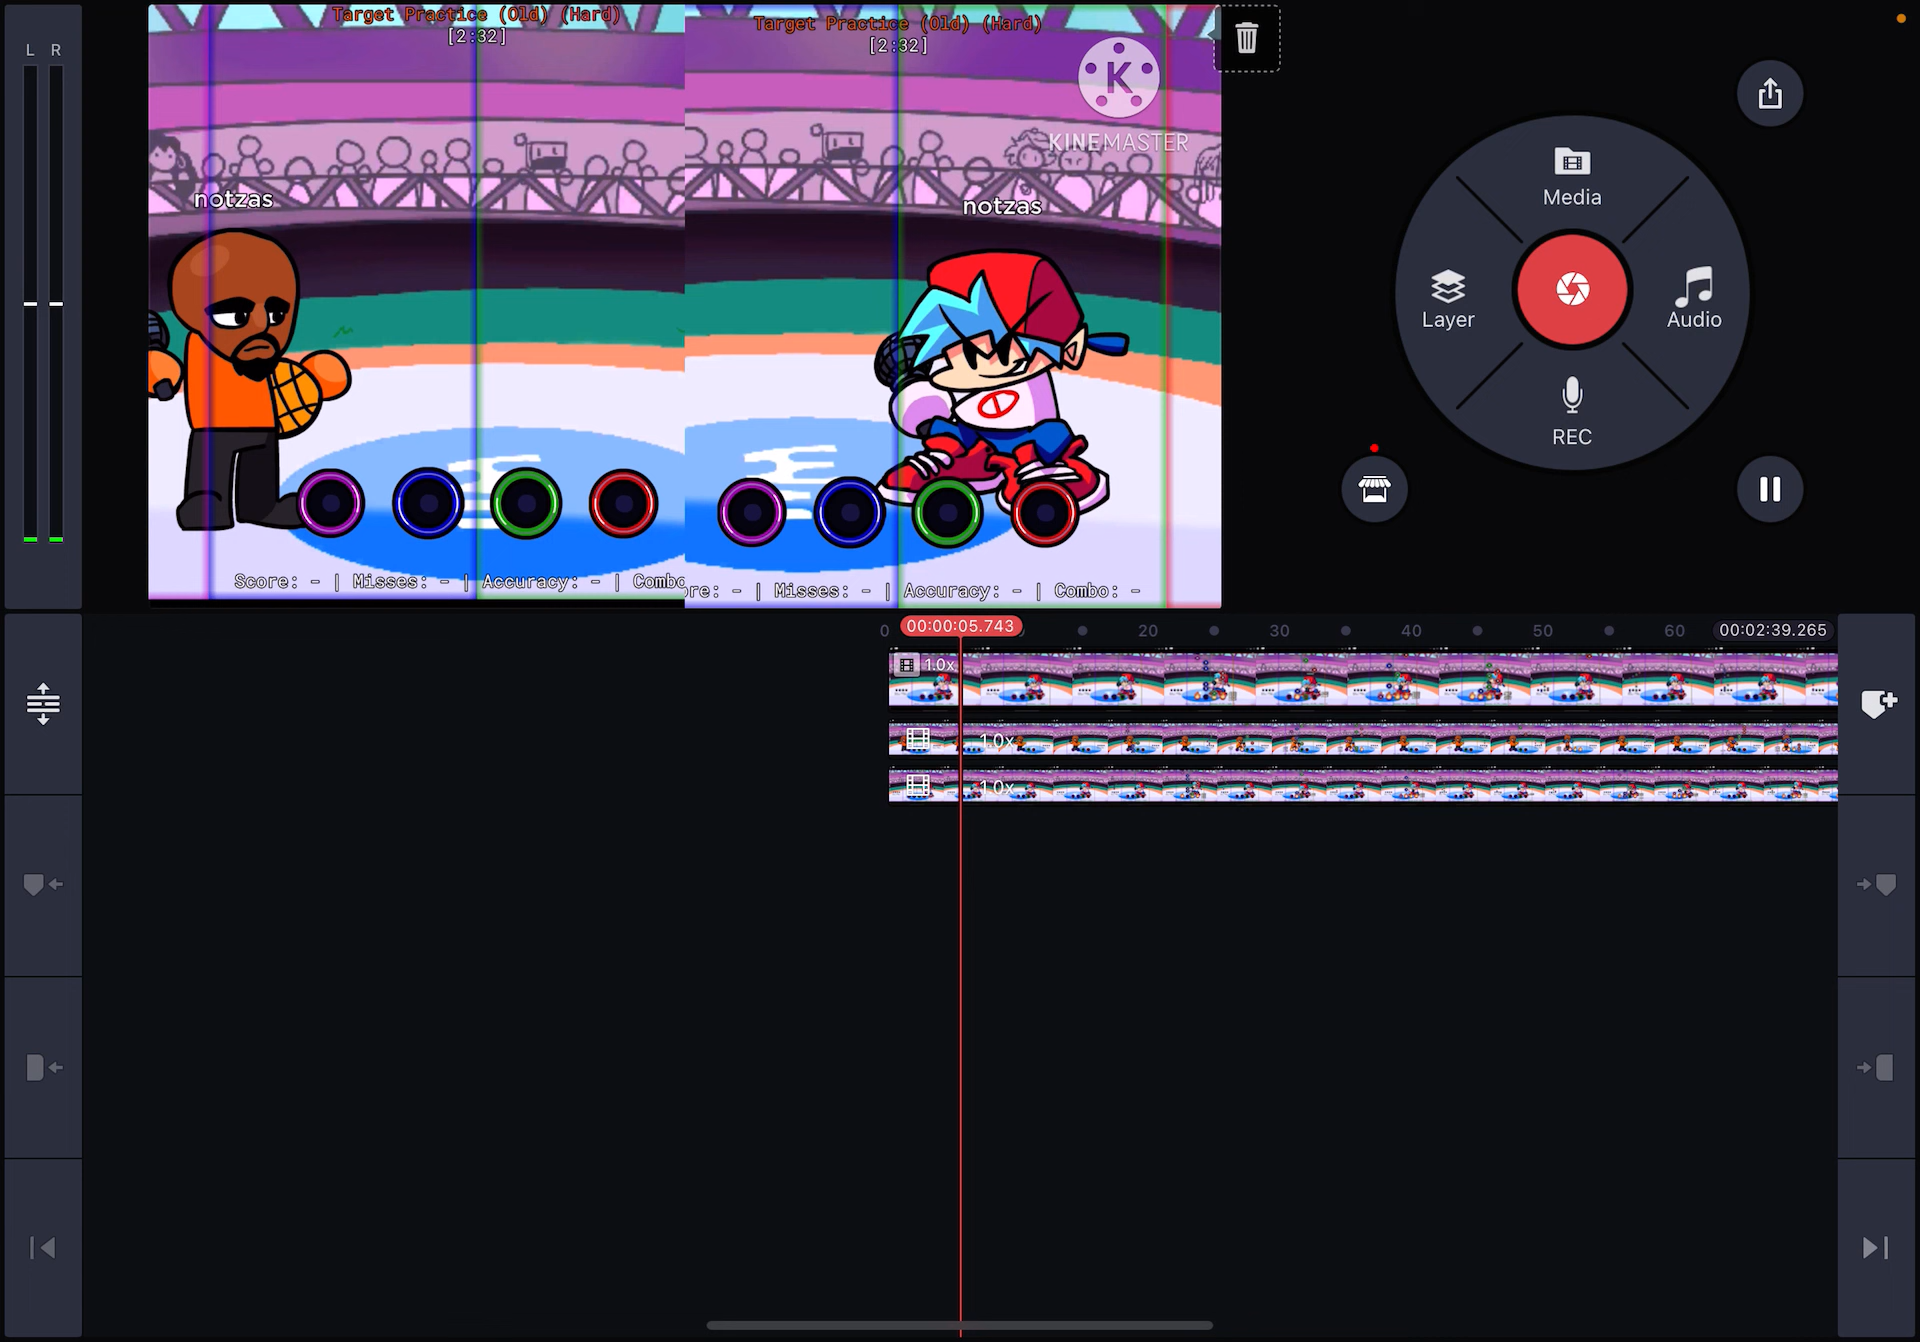 L R
Target Practice (Old) (Hard)
[2:32]
Target Practice (Old) (Hard)
[2:32]
K
KINEMASTER
notzas
notzas
Score: - | Misses: - | Accuracy: - | Combo
re: - | Misses: - | Accuracy: - | Combo: -
Media
Layer
Audio
REC
0 00:00:05.743 20 30 40 50 60 00:02:39.265
1.0x
1.0x
1.0x